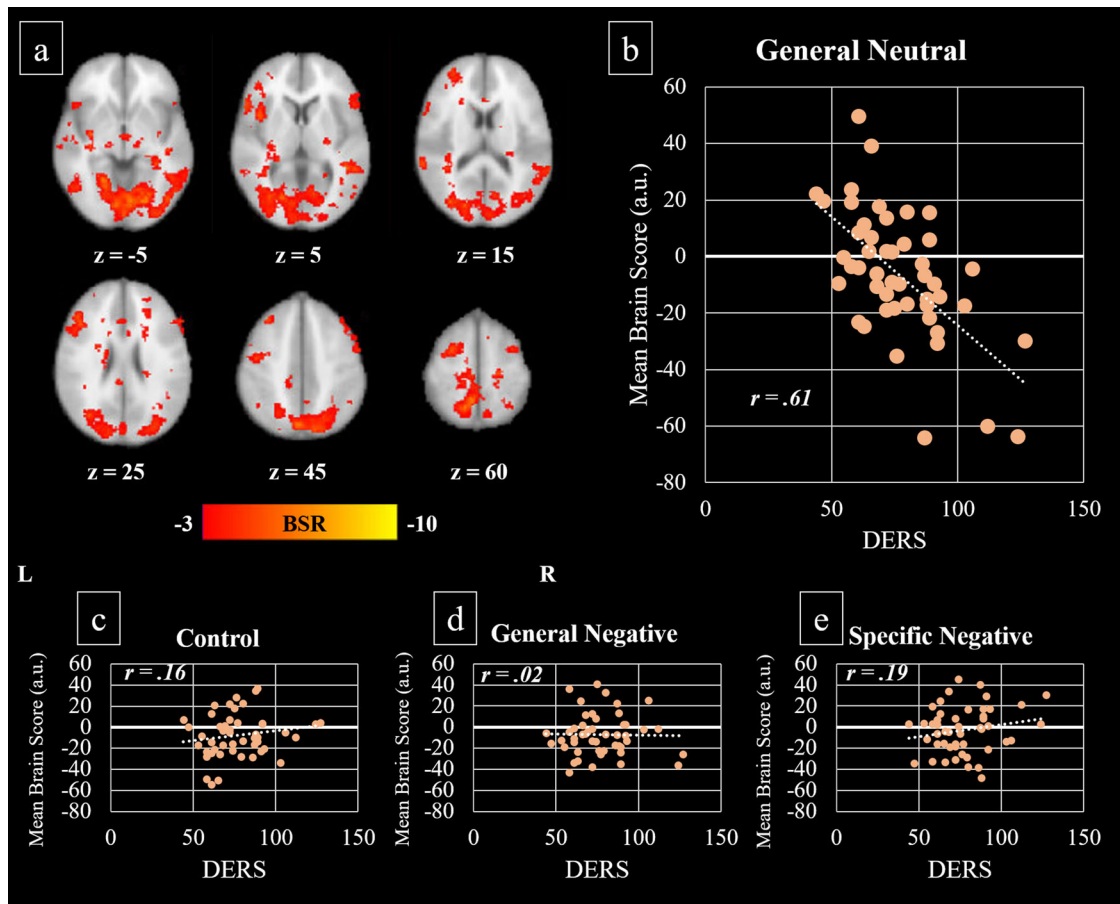 a
z = -5
z = 5
z = 15
z = 25
z = 45
z = 60
-3
BSR
-10
L
R
b
General Neutral
Mean Brain Score (a.u.)
60
40
20
0
-20
-40
-60
-80
r = .61
0
50
100
150
DERS
c
Control
Mean Brain Score (a.u.)
60
40
20
0
-20
-40
-60
-80
r = .16
0
50
100
150
DERS
d
General Negative
Mean Brain Score (a.u.)
60
40
20
0
-20
-40
-60
-80
r = .02
0
50
100
150
DERS
e
Specific Negative
Mean Brain Score (a.u.)
60
40
20
0
-20
-40
-60
-80
r = .19
0
50
100
150
DERS